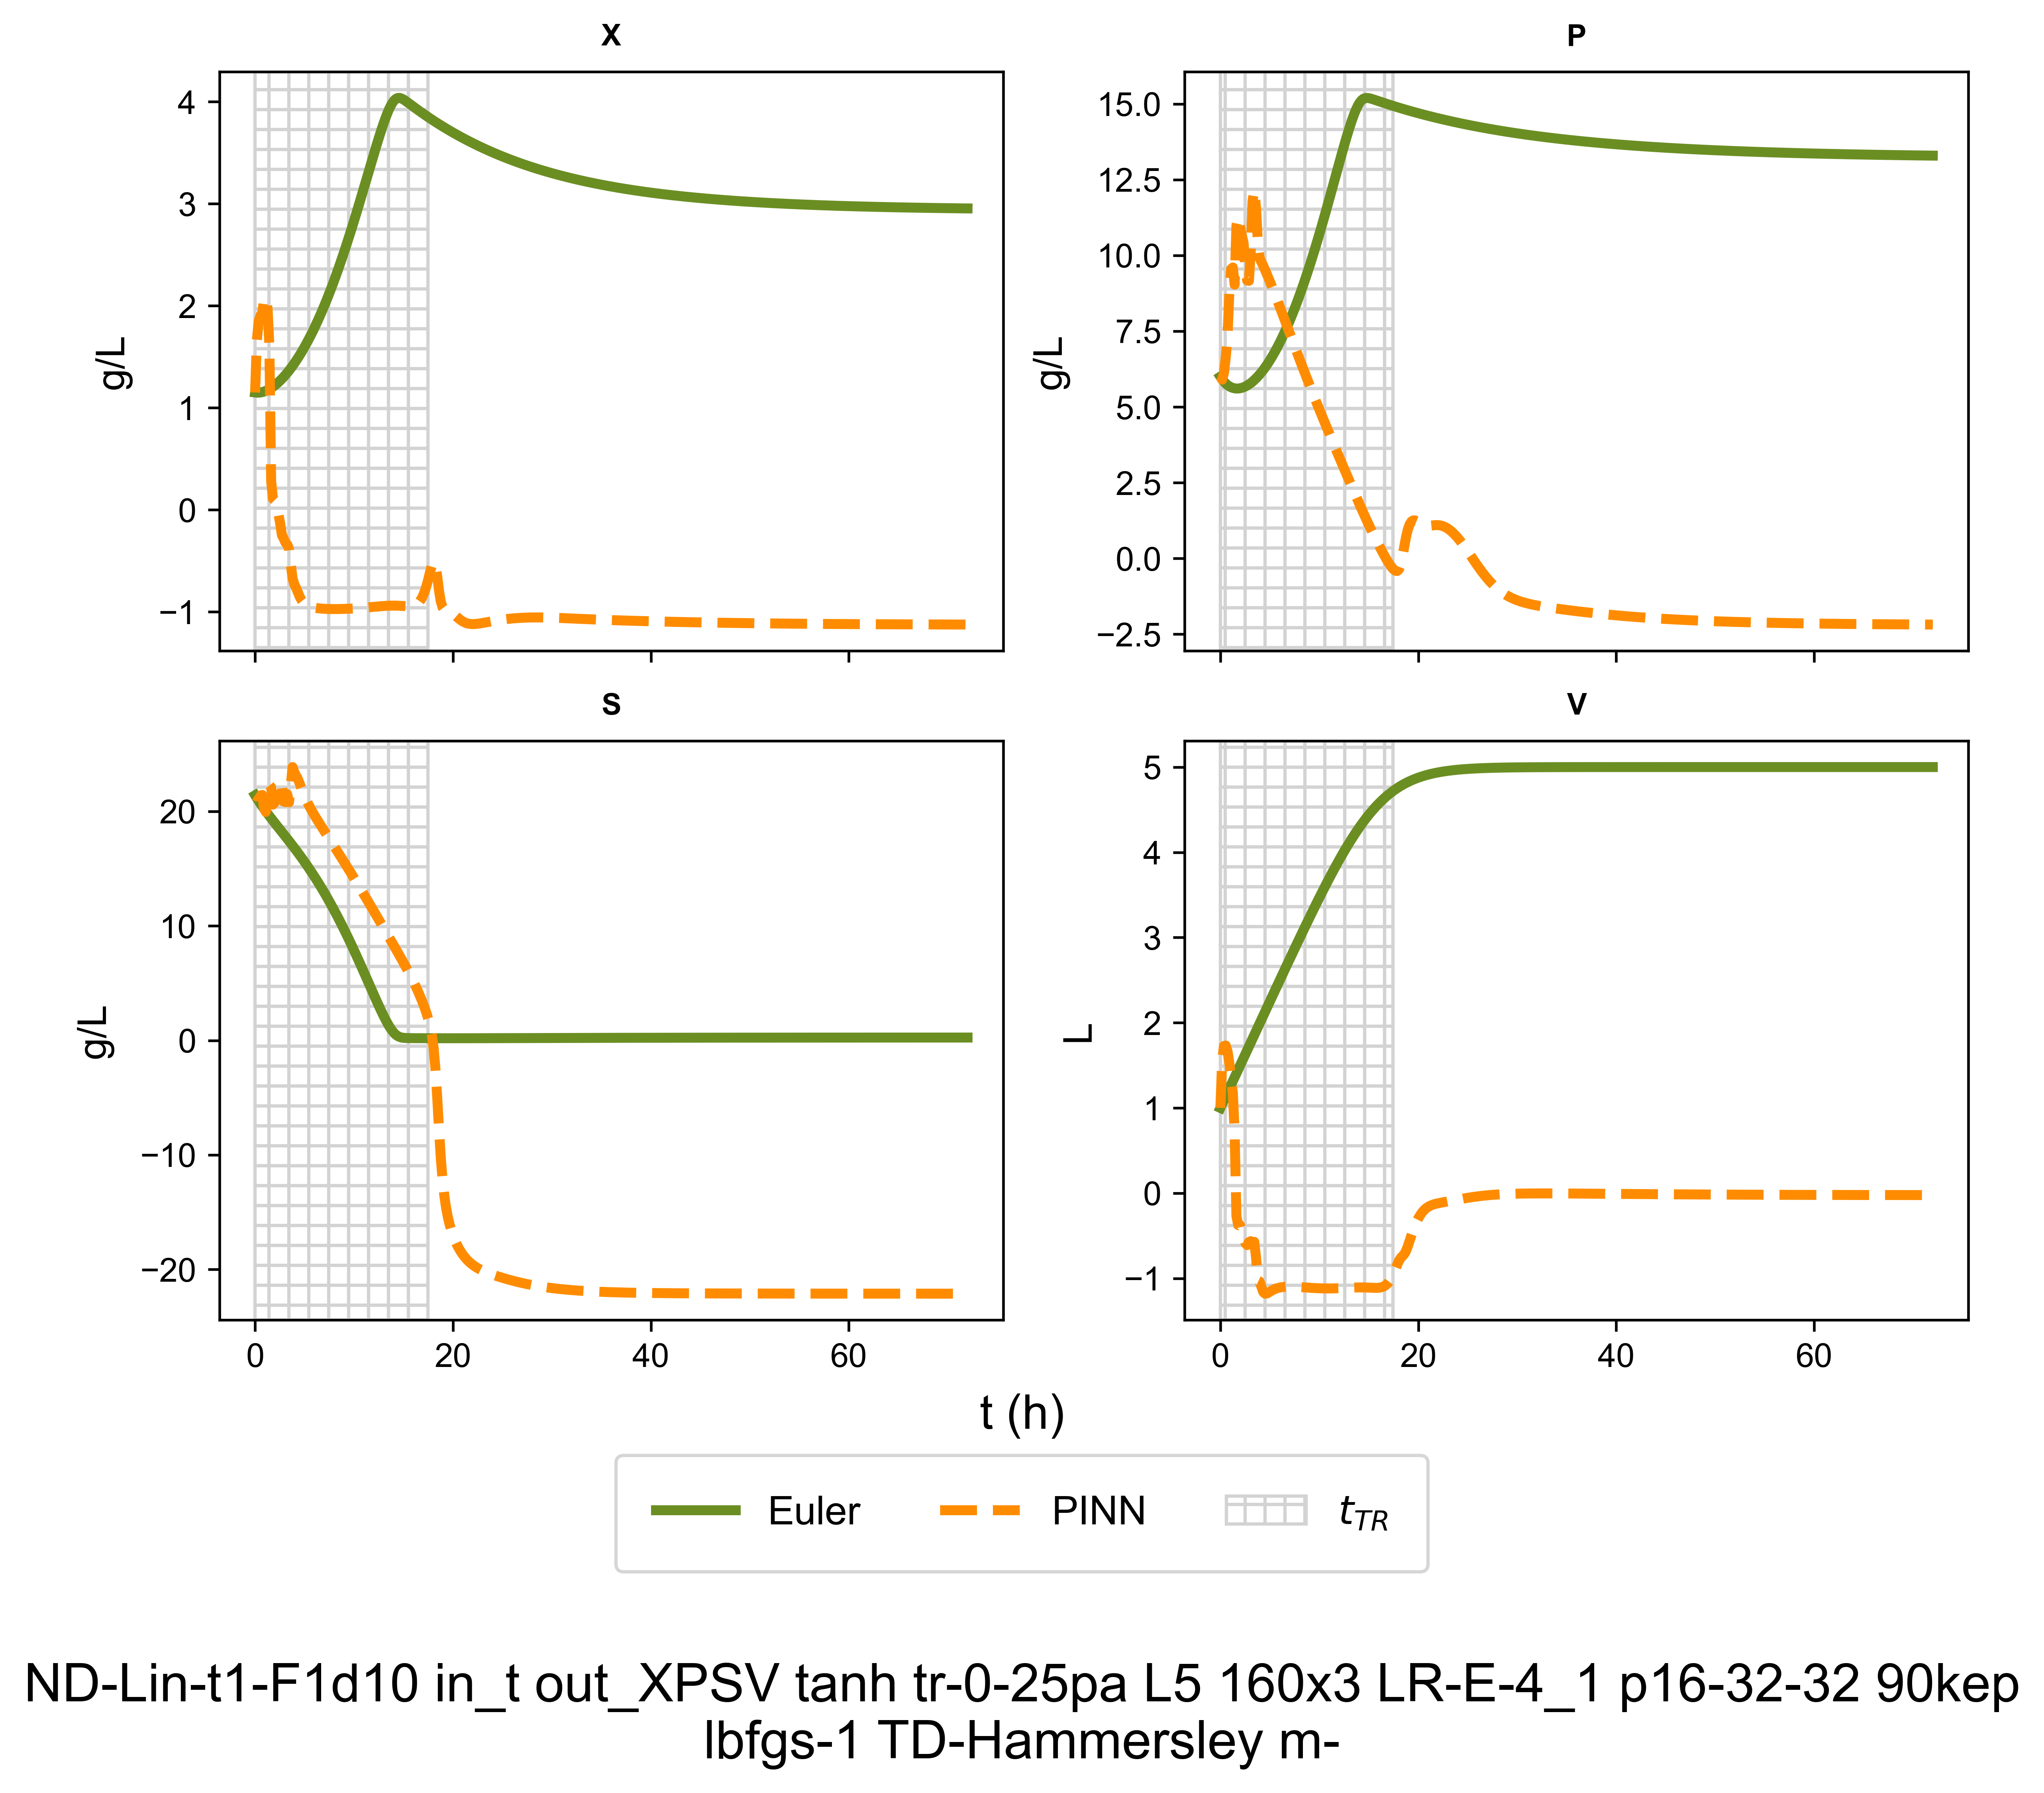 X
4
3
2
1
0
−1
g/L
P
15.0
12.5
10.0
7.5
5.0
2.5
0.0
−2.5
g/L
S
20
10
0
−10
−20
g/L
0 20 40 60
V
5
4
3
2
1
0
−1
L
0 20 40 60
t (h)
Euler PINN t_TR
ND-Lin-t1-F1d10 in_t out_XPSV tanh tr-0-25pa L5 160x3 LR-E-4_1 p16-32-32 90kep
lbfgs-1 TD-Hammersley m-